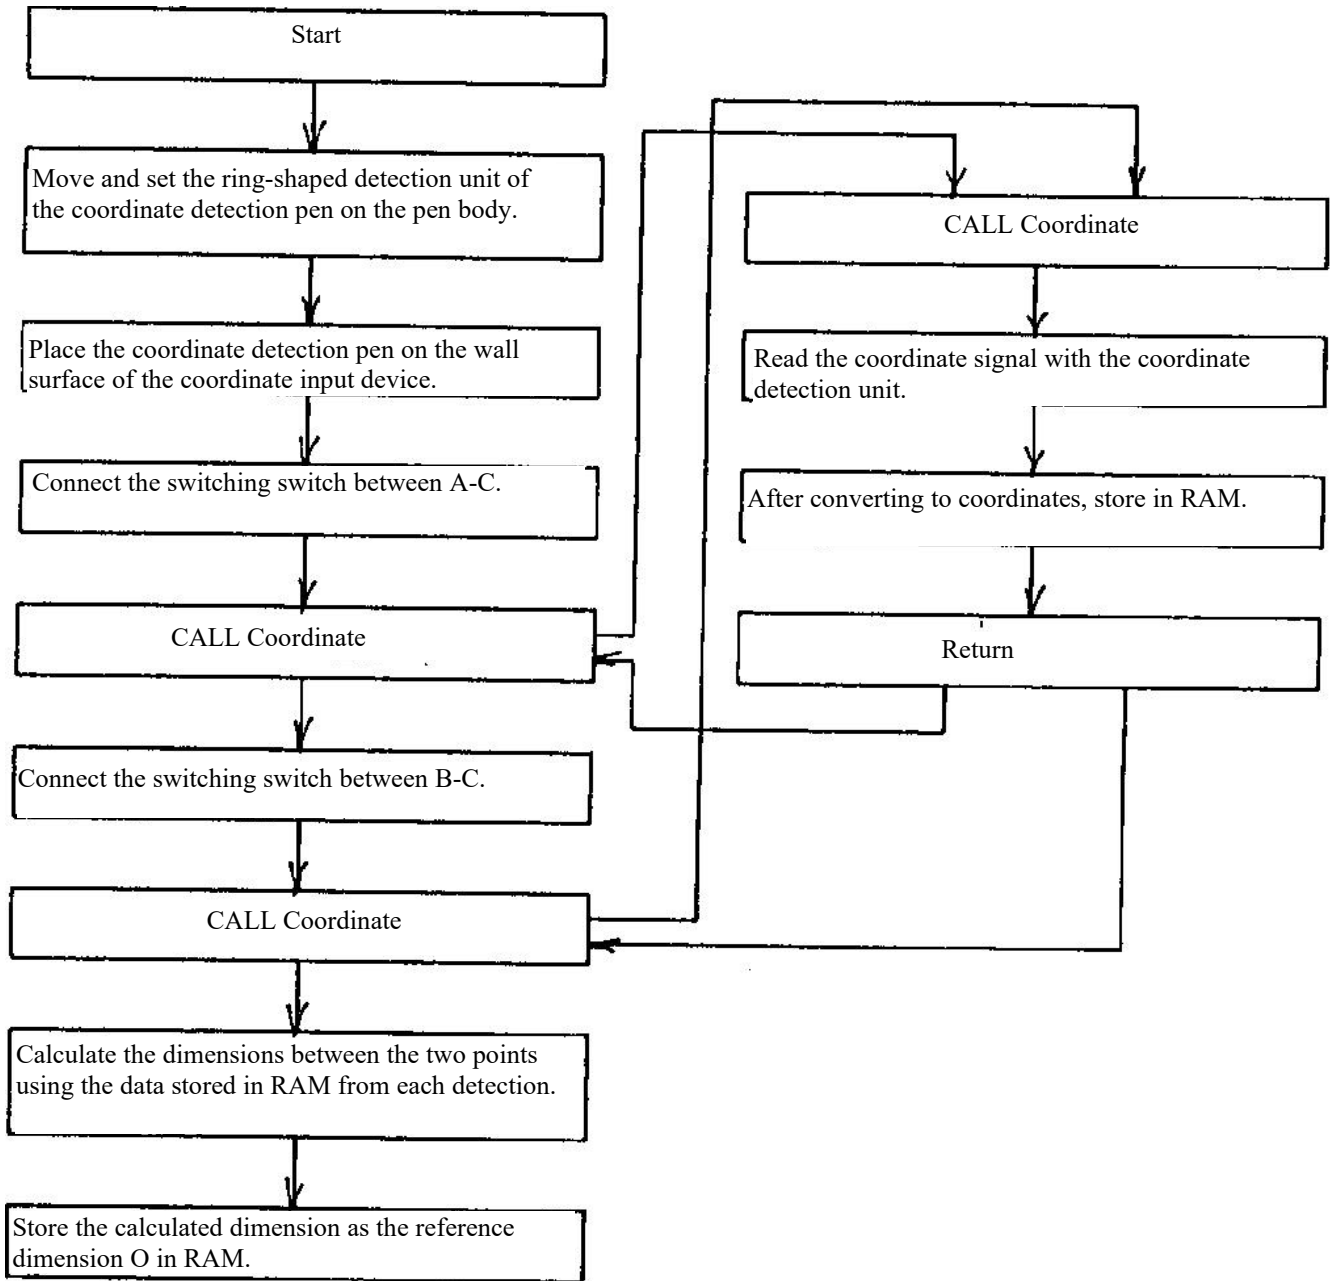 Start
Move and set the ring-shaped detection unit of
the coordinate detection pen on the pen body.
Place the coordinate detection pen on the wall
surface of the coordinate input device.
Connect the switching switch between A-C.
CALL Coordinate
Connect the switching switch between B-C.
CALL Coordinate
Calculate the dimensions between the two points
using the data stored in RAM from each detection.
Store the calculated dimension as the reference
dimension O in RAM.
CALL Coordinate
Read the coordinate signal with the coordinate
detection unit.
After converting to coordinates, store in RAM.
Return